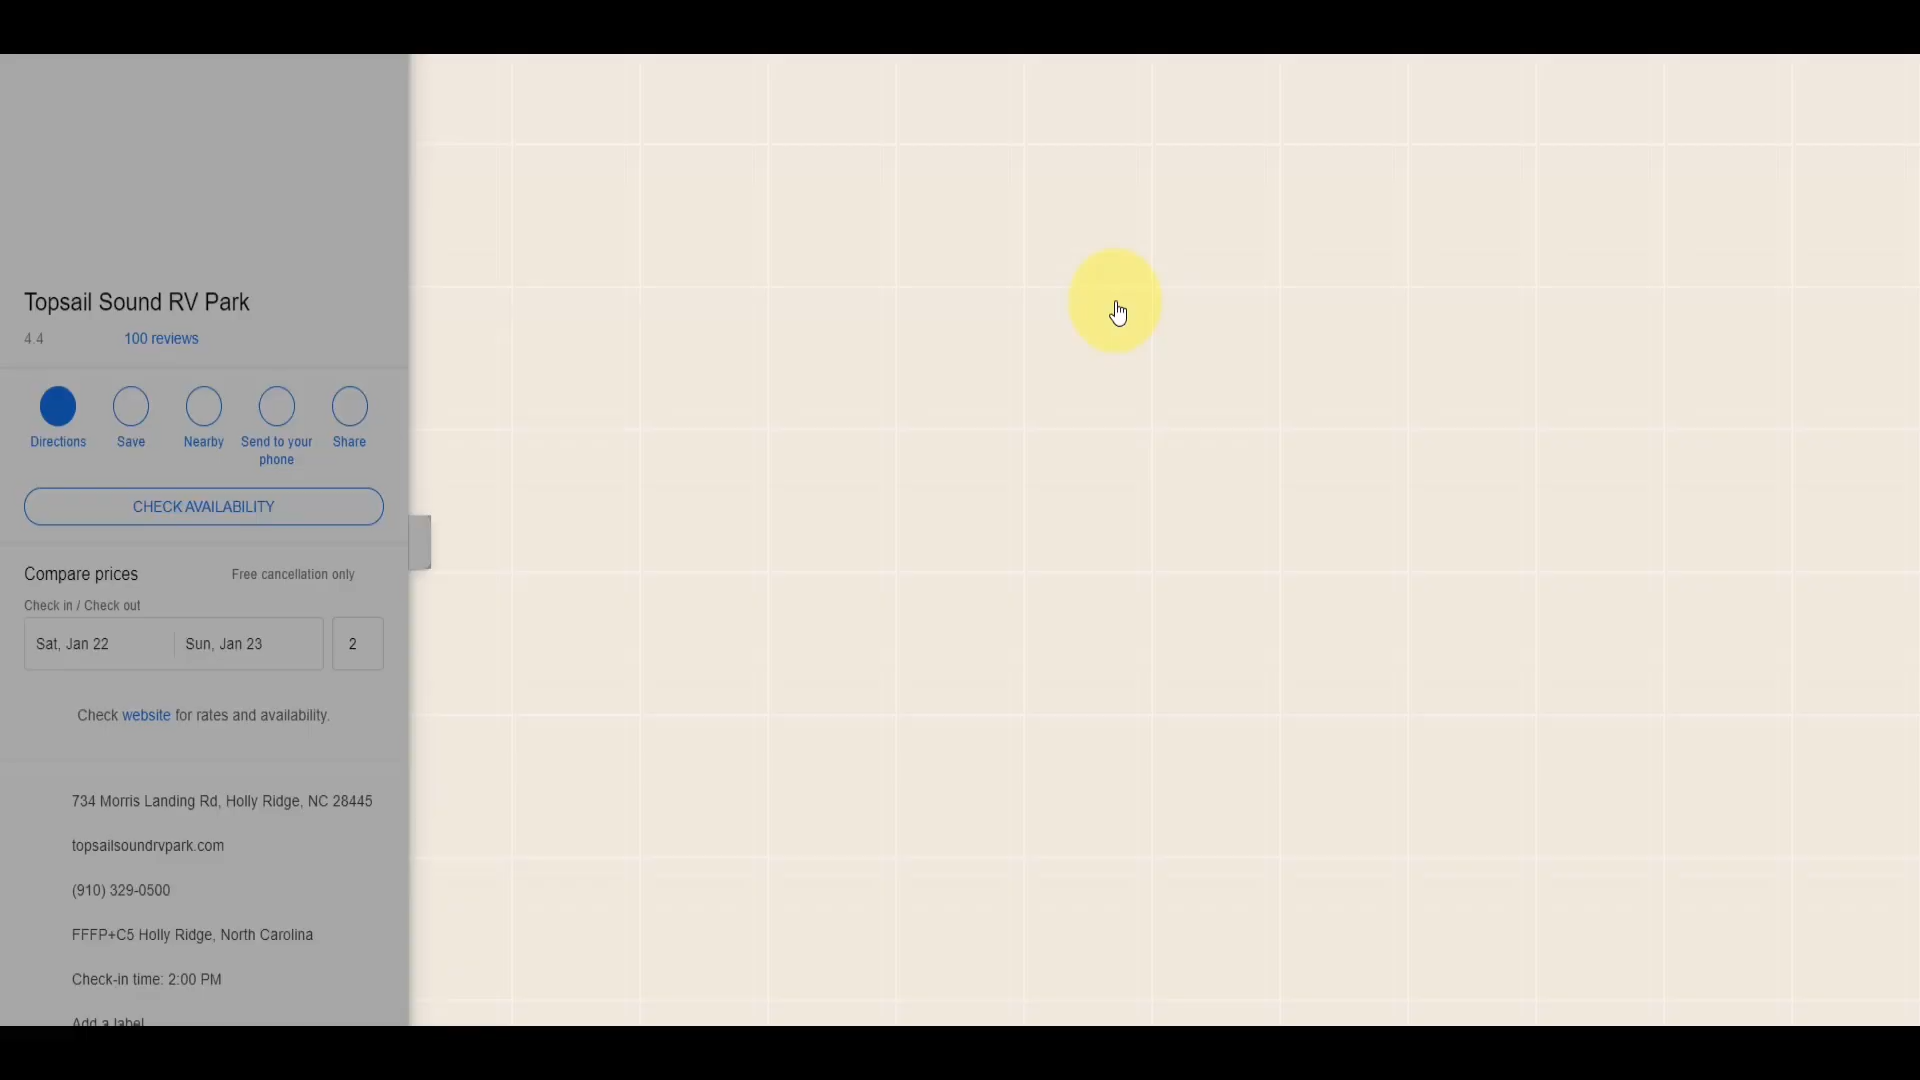 Topsail Sound RV Park
4.4 100 reviews
Directions Save Nearby Send to your phone Share
CHECK AVAILABILITY
Compare prices Free cancellation only
Check in / Check out
Sat, Jan 22 Sun, Jan 23 2
Check website for rates and availability.
734 Morris Landing Rd, Holly Ridge, NC 28445
topsailsoundrvpark.com
(910) 329-0500
FFFP+C5 Holly Ridge, North Carolina
Check-in time: 2:00 PM
Add a label